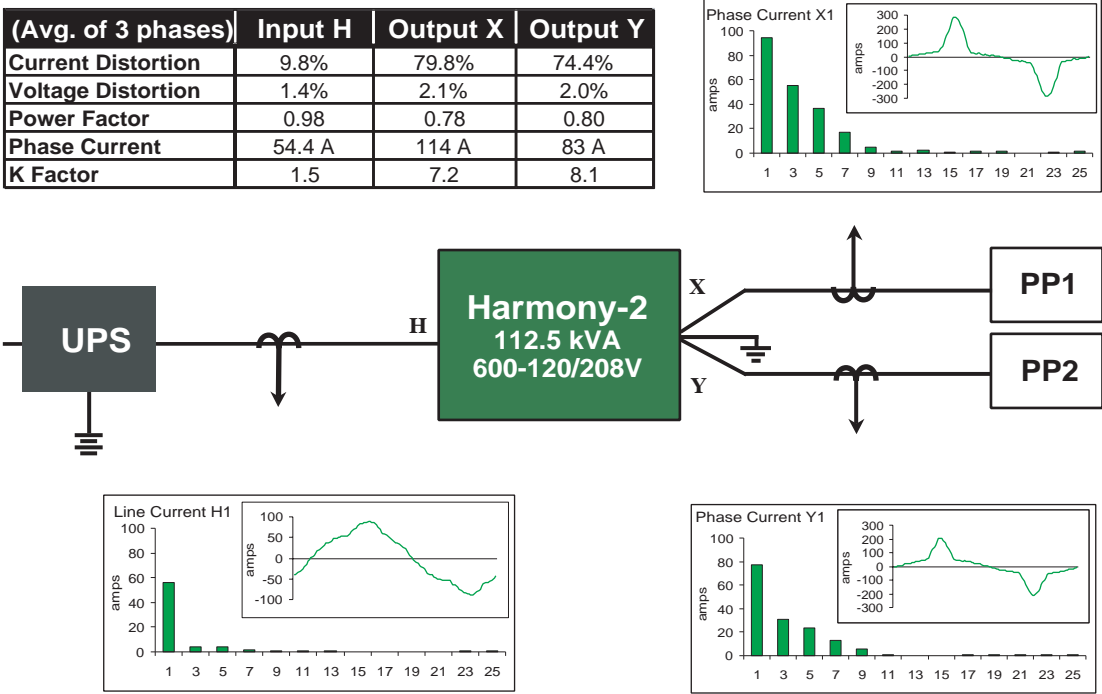 (Avg. of 3 phases) Input H Output X Output Y
Current Distortion 9.8% 79.8% 74.4%
Voltage Distortion 1.4% 2.1% 2.0%
Power Factor 0.98 0.78 0.80
Phase Current 54.4 A 114 A 83 A
K Factor 1.5 7.2 8.1
Phase Current X1
amps
100
80
60
40
20
0
1 3 5 7 9 11 13 15 17 19 21 23 25
amps
300
200
100
0
-100
-200
-300
UPS
H
Harmony-2
112.5 kVA
600-120/208V
X
Y
PP1
PP2
Line Current H1
amps
100
80
60
40
20
0
1 3 5 7 9 11 13 15 17 19 21 23 25
amps
100
50
0
-50
-100
Phase Current Y1
amps
100
80
60
40
20
0
1 3 5 7 9 11 13 15 17 19 21 23 25
amps
300
200
100
0
-100
-200
-300